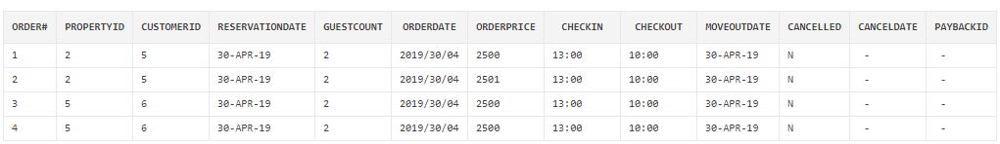 ORDER# PROPERTYID CUSTOMERID RESERVATIONDATE GUESTCOUNT ORDERDATE ORDERPRICE CHECKIN CHECKOUT MOVEOUTDATE CANCELLED CANCELDATE PAYBACKID
1 2 5 30-APR-19 2 2019/30/04 2500 13:00 10:00 30-APR-19 N - -
2 2 5 30-APR-19 2 2019/30/04 2501 13:00 10:00 30-APR-19 N - -
3 5 6 30-APR-19 2 2019/30/04 2500 13:00 10:00 30-APR-19 N - -
4 5 6 30-APR-19 2 2019/30/04 2500 13:00 10:00 30-APR-19 N - -